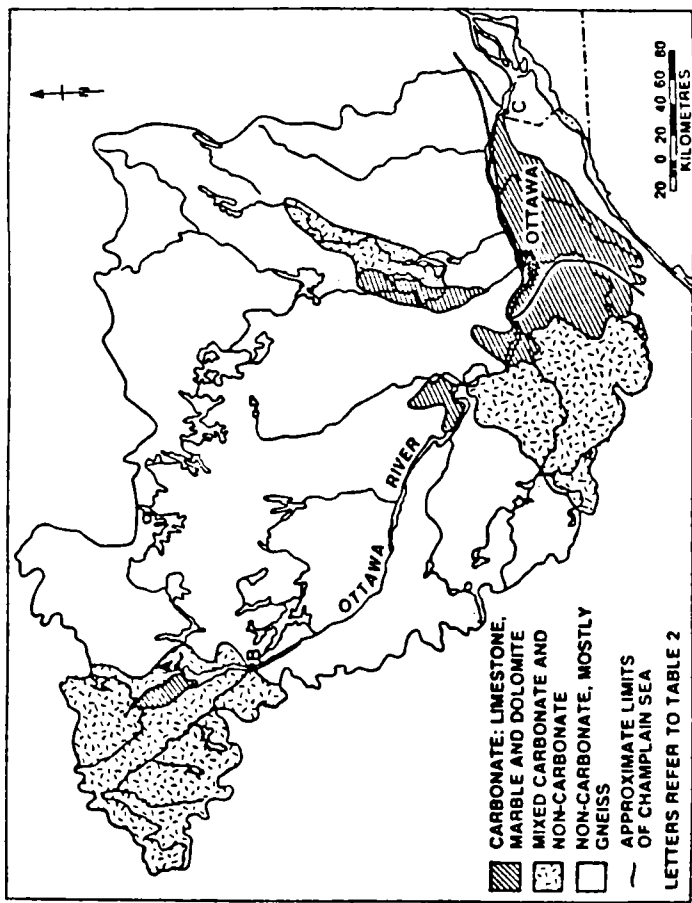 N
A
B
OTTAWA
RIVER
OTTAWA
C
CARBONATE: LIMESTONE,
MARBLE AND DOLOMITE
MIXED CARBONATE AND
NON-CARBONATE
NON-CARBONATE, MOSTLY
GNEISS
APPROXIMATE LIMITS
OF CHAMPLAIN SEA
LETTERS REFER TO TABLE 2
20 0 20 40 60 80
KILOMETRES